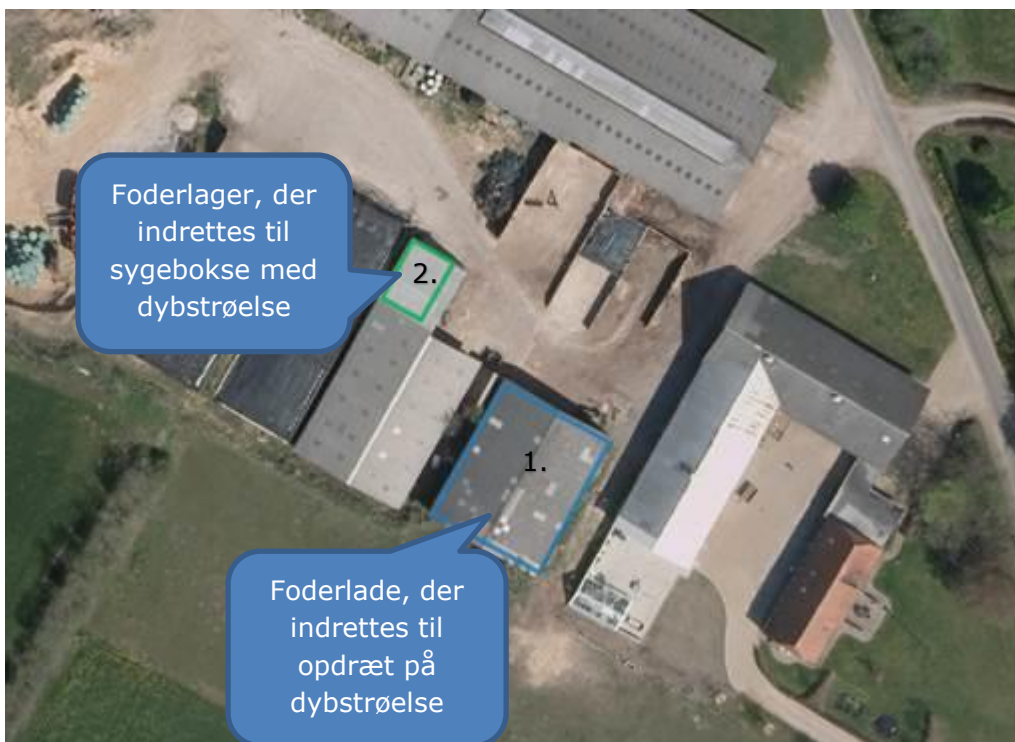 Foderlager, der
indrettes til
sygebokse med
dybstrøelse
2.
1.
Foderlade, der
indrettes til
opdræt på
dybstrøelse